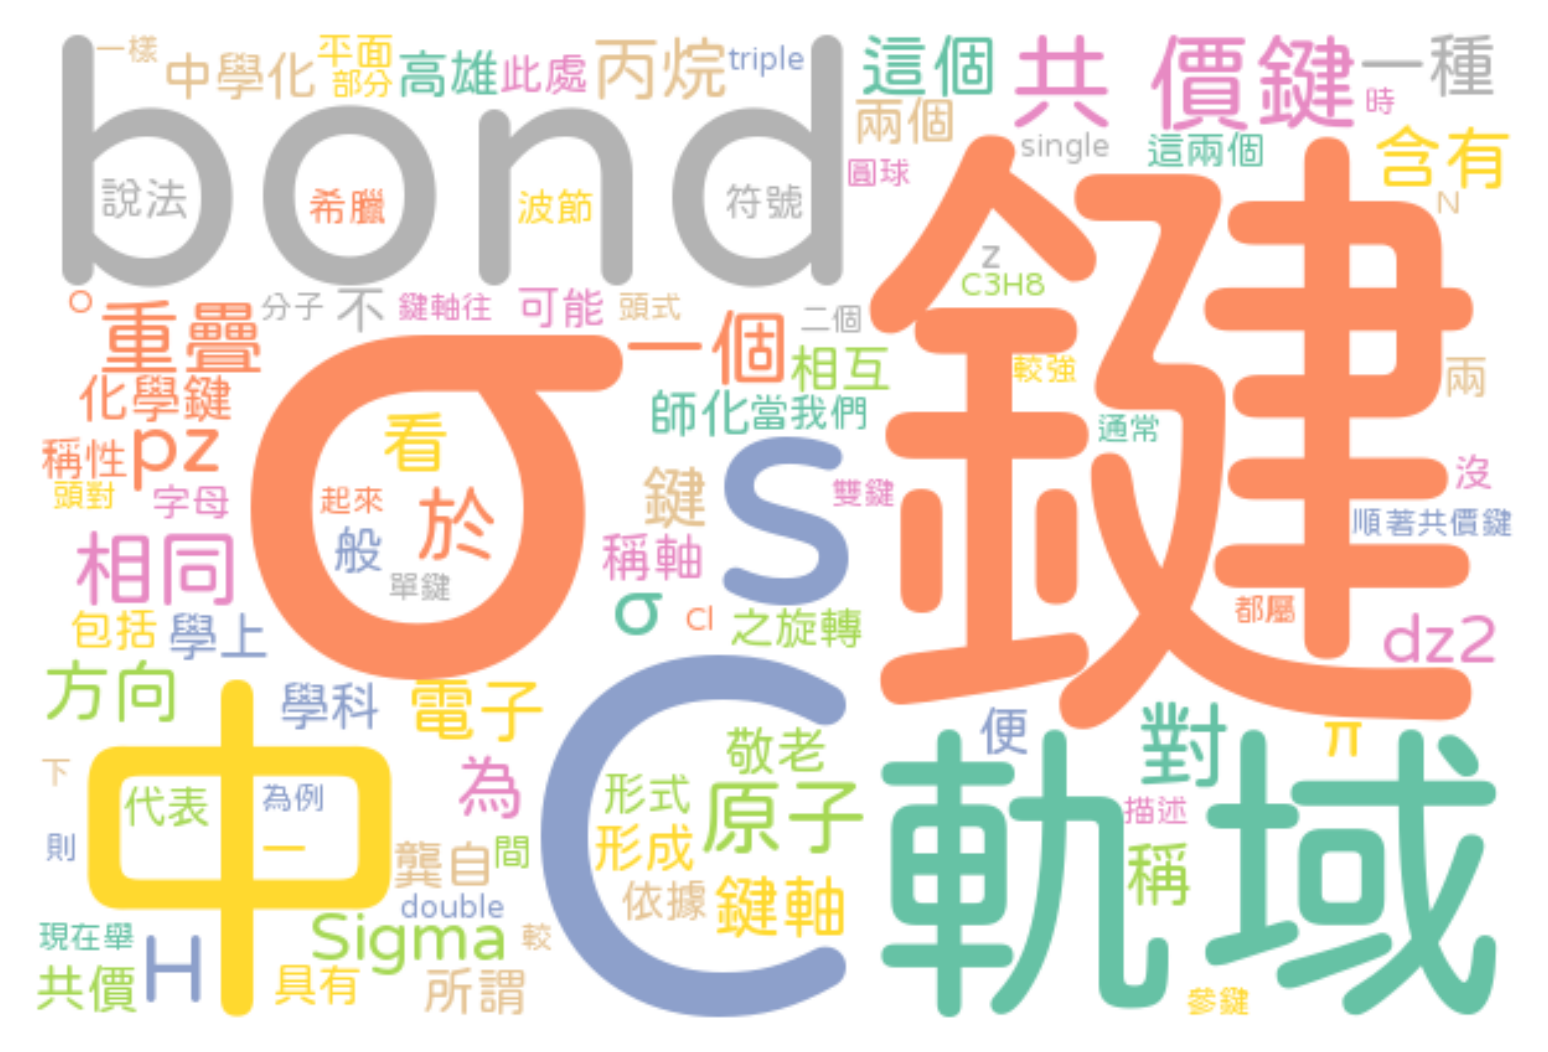 一樣
中學化
平面
部分
高雄
此處
丙烷
triple
這個
共
價鍵
一種
時
bond
兩個
single
這兩個
含有
圓球
N
說法
希臘
波節
符號
鍵
z
C3H8
O
重疊
分子
不
鍵軸往
可能
頭式
二個
σ
一個
相互
較強
兩
化學鍵
師化
當我們
看
通常
pz
稱性
s
頭對
字母
起來
於
鍵
雙鍵
沒
順著共價鍵
相同
般
稱軸
單鍵
σ
Cl
之旋轉
都屬
dz2
包括
學上
方向
學科
電子
C
便
對
π
中
敬老
軌域
下
代表
為例
為
形式
原子
描述
則
一
龔自
間
形成
稱
依據
鍵軸
double
現在舉
H
Sigma
較
共價
具有
所謂
參鍵